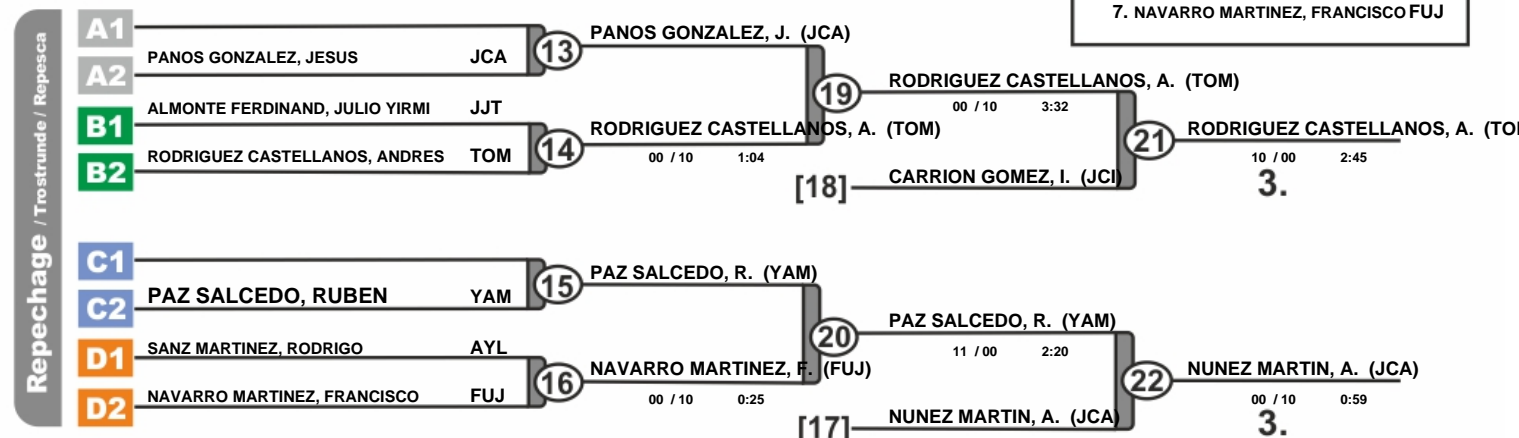 7. NAVARRO MARTINEZ, FRANCISCO FUJ
Repechage / Trostrunde / Repesca
A1
PANOS GONZALEZ, JESUS JCA
A2
13
PANOS GONZALEZ, J. (JCA)
ALMONTE FERDINAND, JULIO YIRMI JJT
B1
RODRIGUEZ CASTELLANOS, ANDRES TOM
B2
14
RODRIGUEZ CASTELLANOS, A. (TOM)
00 / 10 1:04
19
RODRIGUEZ CASTELLANOS, A. (TOM)
00 / 10 3:32
[18]
CARRION GOMEZ, I. (JCI)
21
RODRIGUEZ CASTELLANOS, A.
10 / 00 2:45
3.
C1
C2
PAZ SALCEDO, RUBEN YAM
15
PAZ SALCEDO, R. (YAM)
D1
SANZ MARTINEZ, RODRIGO AYL
D2
NAVARRO MARTINEZ, FRANCISCO FUJ
16
NAVARRO MARTINEZ, F. (FUJ)
00 / 10 0:25
20
PAZ SALCEDO, R. (YAM)
11 / 00 2:20
[17]
NUNEZ MARTIN, A. (JCA)
22
NUNEZ MARTIN, A. (JCA)
00 / 10 0:59
3.